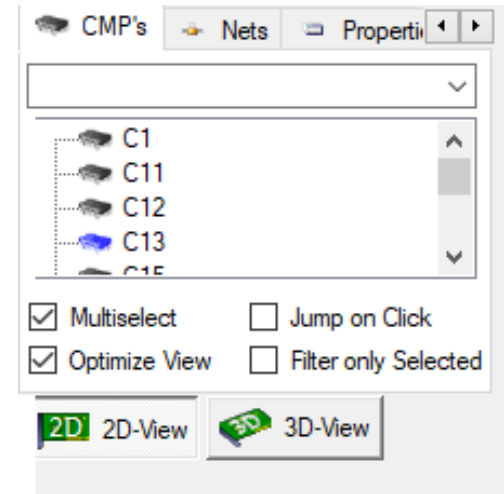 CMP's Nets Properti
C1
C11
C12
C13
C15
Multiselect Jump on Click
Optimize View Filter only Selected
2D 2D-View 3D 3D-View